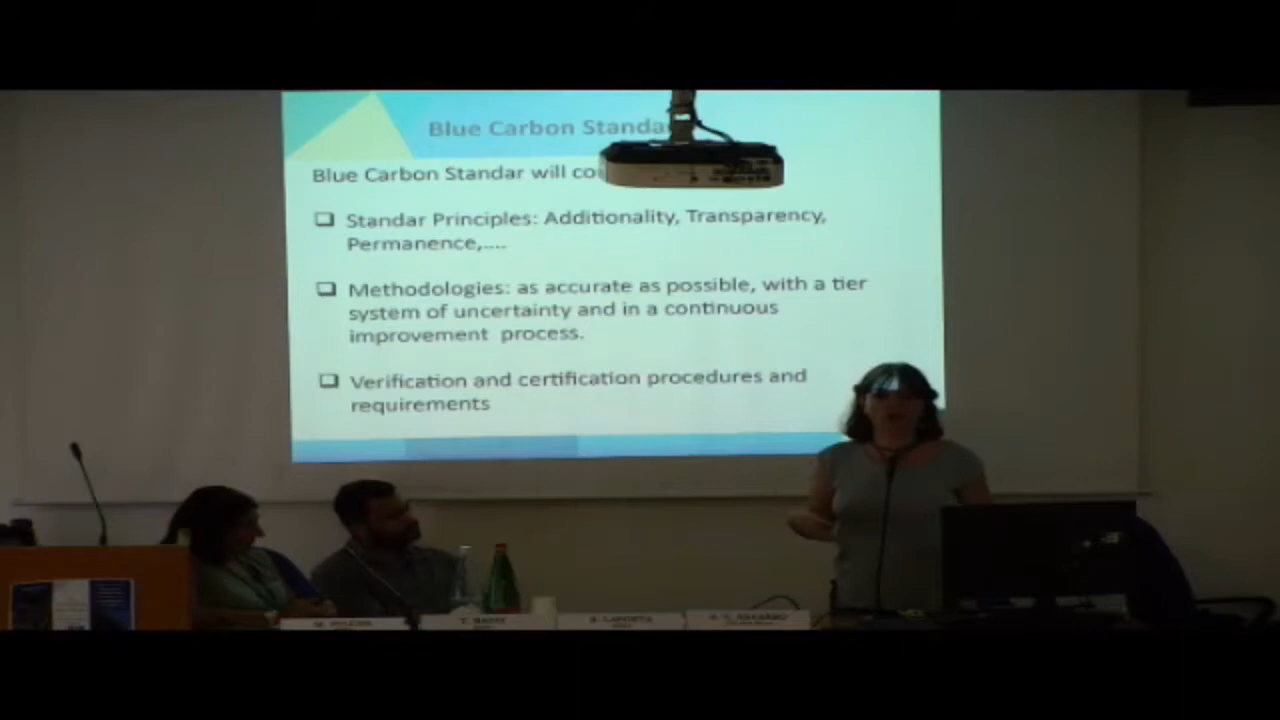 Blue Carbon Standa
Blue Carbon Standar will co
❑ Standar Principles: Additionality, Transparency,
Permanence,....
❑ Methodologies: as accurate as possible, with a tier
system of uncertainty and in a continuous
improvement process.
❑ Verification and certification procedures and
requirements